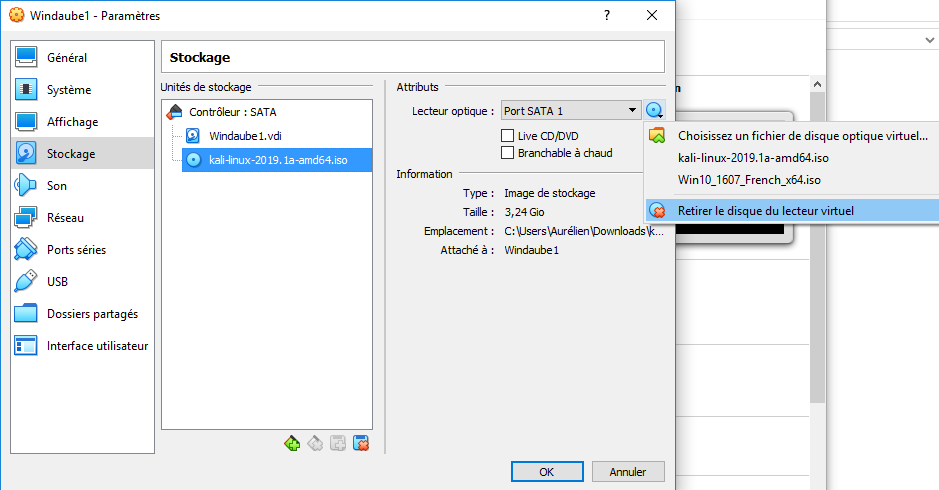 Windaube1 - Paramètres
?
Général
Système
Affichage
Stockage
Son
Réseau
Ports séries
USB
Dossiers partagés
Interface utilisateur
Stockage
Unités de stockage
Contrôleur : SATA
Windaube1.vdi
kali-linux-2019.1a-amd64.iso
Attributs
Lecteur optique : Port SATA 1
Live CD/DVD
Branchable à chaud
Information
Type : Image de stockage
Taille : 3,24 Gio
Emplacement : C:\Users\Aurélien\Downloads\k...
Attaché à : Windaube1
Choisissez un fichier de disque optique virtuel...
kali-linux-2019.1a-amd64.iso
Win10_1607_French_x64.iso
Retirer le disque du lecteur virtuel
OK
Annuler